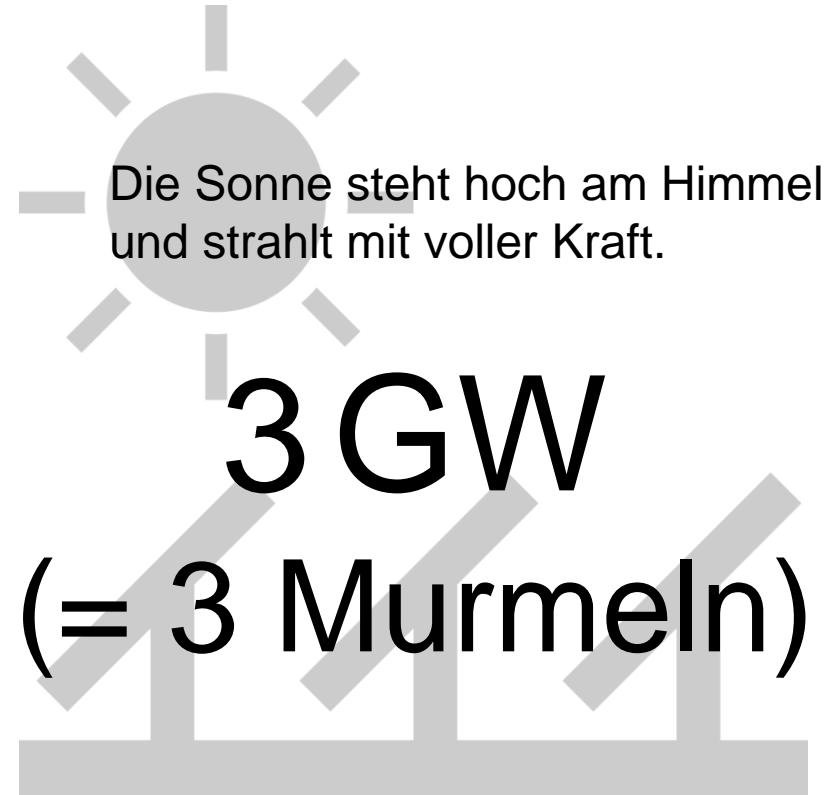 Die Sonne steht hoch am Himmel
und strahlt mit voller Kraft.
3 GW
(= 3 Murmeln)